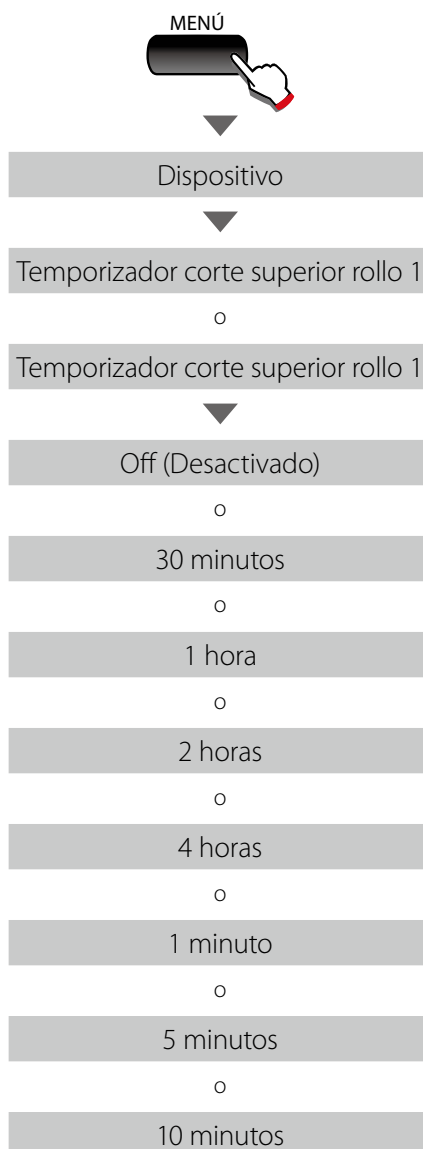 MENÚ
Dispositivo
Temporizador corte superior rollo 1
o
Temporizador corte superior rollo 1
Off (Desactivado)
o
30 minutos
o
1 hora
o
2 horas
o
4 horas
o
1 minuto
o
5 minutos
o
10 minutos